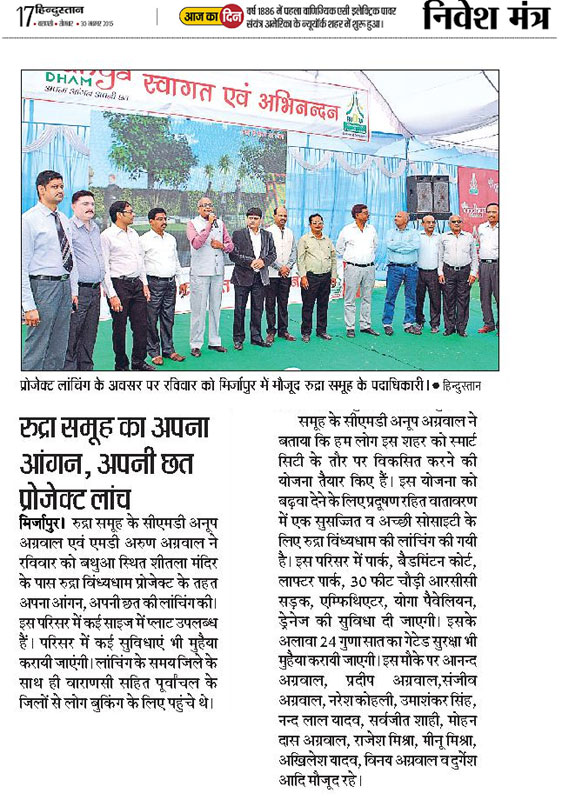 17 हिन्दुस्तान
• वाराणसी • सोमवार • 30 नवम्बर 2015
आज का दिन
वर्ष 1886 में पहला वाणिज्यिक एसी इलेक्ट्रिक पावर
संयंत्र अमेरिका के न्यूयॉर्क शहर में शुरू हुआ।
निवेश मंत्र
DHAM
अपना आंगन अपनी छत
स्वागत एवं अभिनन्दन
प्रोजेक्ट लांचिंग के अवसर पर रविवार को मिर्जापुर में मौजूद रुद्रा समूह के पदाधिकारी। • हिन्दुस्तान
रुद्रा समूह का अपना
आंगन, अपनी छत
प्रोजेक्ट लांच
मिर्जापुर। रुद्रा समूह के सीएमडी अनूप
अग्रवाल एवं एमडी अरुण अग्रवाल ने
रविवार को बथुआ स्थित शीतला मंदिर
के पास रुद्रा विंध्यधाम प्रोजेक्ट के तहत
अपना आंगन, अपनी छत की लांचिंग की।
इस परिसर में कई साइज में प्लाट उपलब्ध
हैं। परिसर में कई सुविधाएं भी मुहैया
करायी जाएंगी। लांचिंग के समय जिले के
साथ ही वाराणसी सहित पूर्वांचल के
जिलों से लोग बुकिंग के लिए पहुंचे थे।
समूह के सीएमडी अनूप अग्रवाल ने
बताया कि हम लोग इस शहर को स्मार्ट
सिटी के तौर पर विकसित करने की
योजना तैयार किए हैं। इस योजना को
बढ़वा देने के लिए प्रदूषण रहित वातावरण
में एक सुसज्जित व अच्छी सोसाइटी के
लिए रुद्रा विंध्यधाम की लांचिंग की गयी
है। इस परिसर में पार्क, बैडमिंटन कोर्ट,
लाफ्टर पार्क, 30 फीट चौड़ी आरसीसी
सड़क, एम्फिथिएटर, योगा पैवेलियन,
ड्रेनेज की सुविधा दी जाएगी। इसके
अलावा 24 गुणा सात का गेटेड सुरक्षा भी
मुहैया करायी जाएगी। इस मौके पर आनन्द
अग्रवाल, प्रदीप अग्रवाल,संजीव
अग्रवाल, नरेश कोहली, उमाशंकर सिंह,
नन्द लाल यादव, सर्वजीत शाही, मोहन
दास अग्रवाल, राजेश मिश्रा, मीनू मिश्रा,
अखिलेश यादव, विनय अग्रवाल व दुर्गेश
आदि मौजूद रहे।